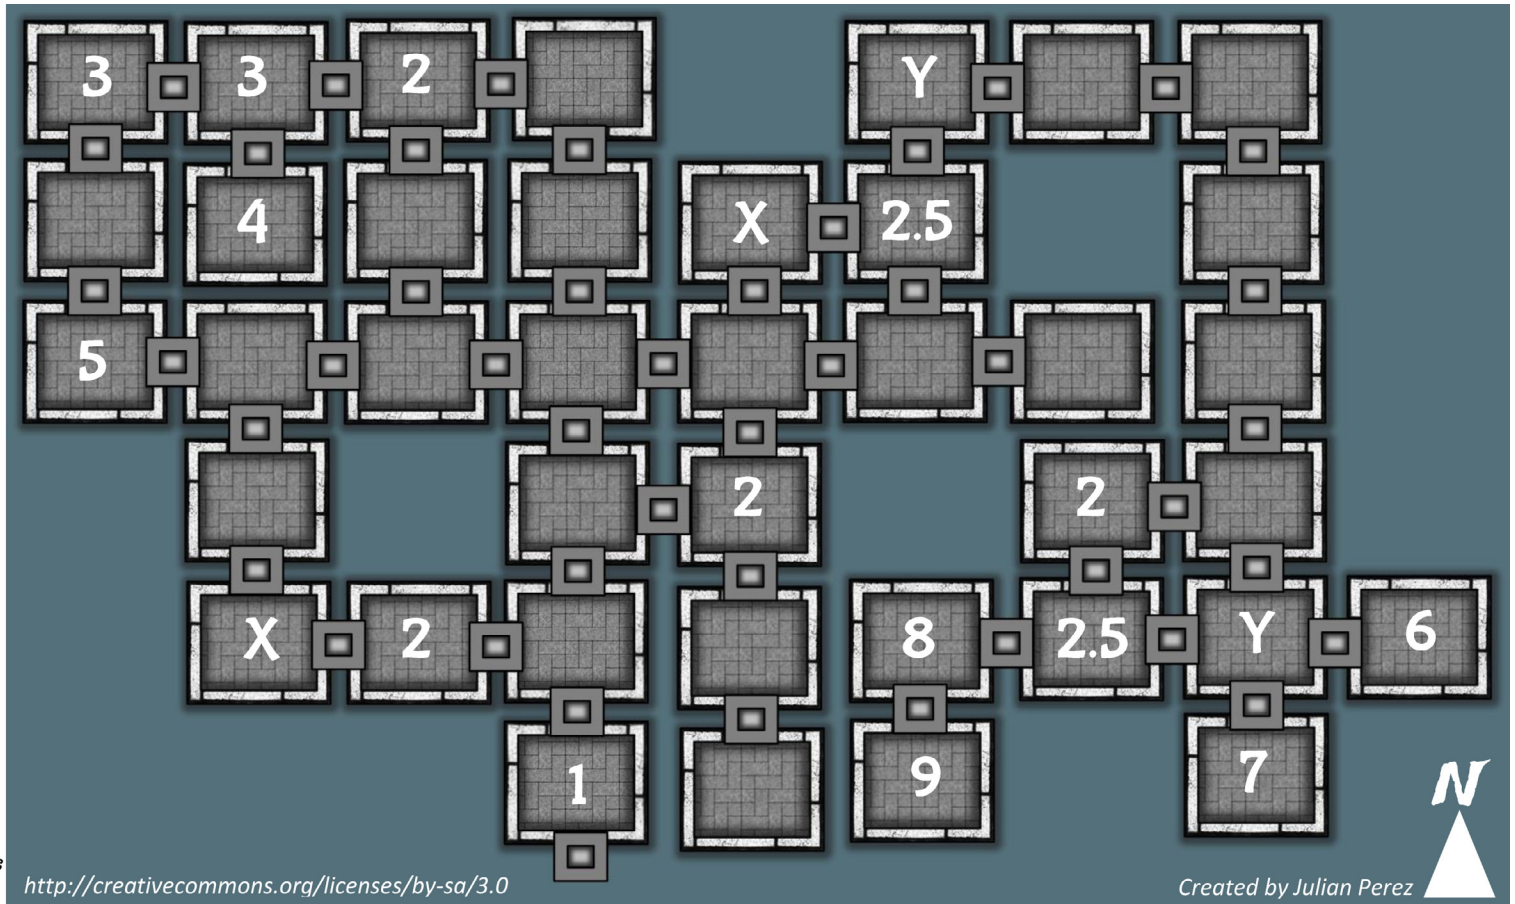 3 3 2 Y
4 X 2.5
5
2 2
X 2 8 2.5 Y 6
1 9 7
N
http://creativecommons.org/licenses/by-sa/3.0
Created by Julian Perez